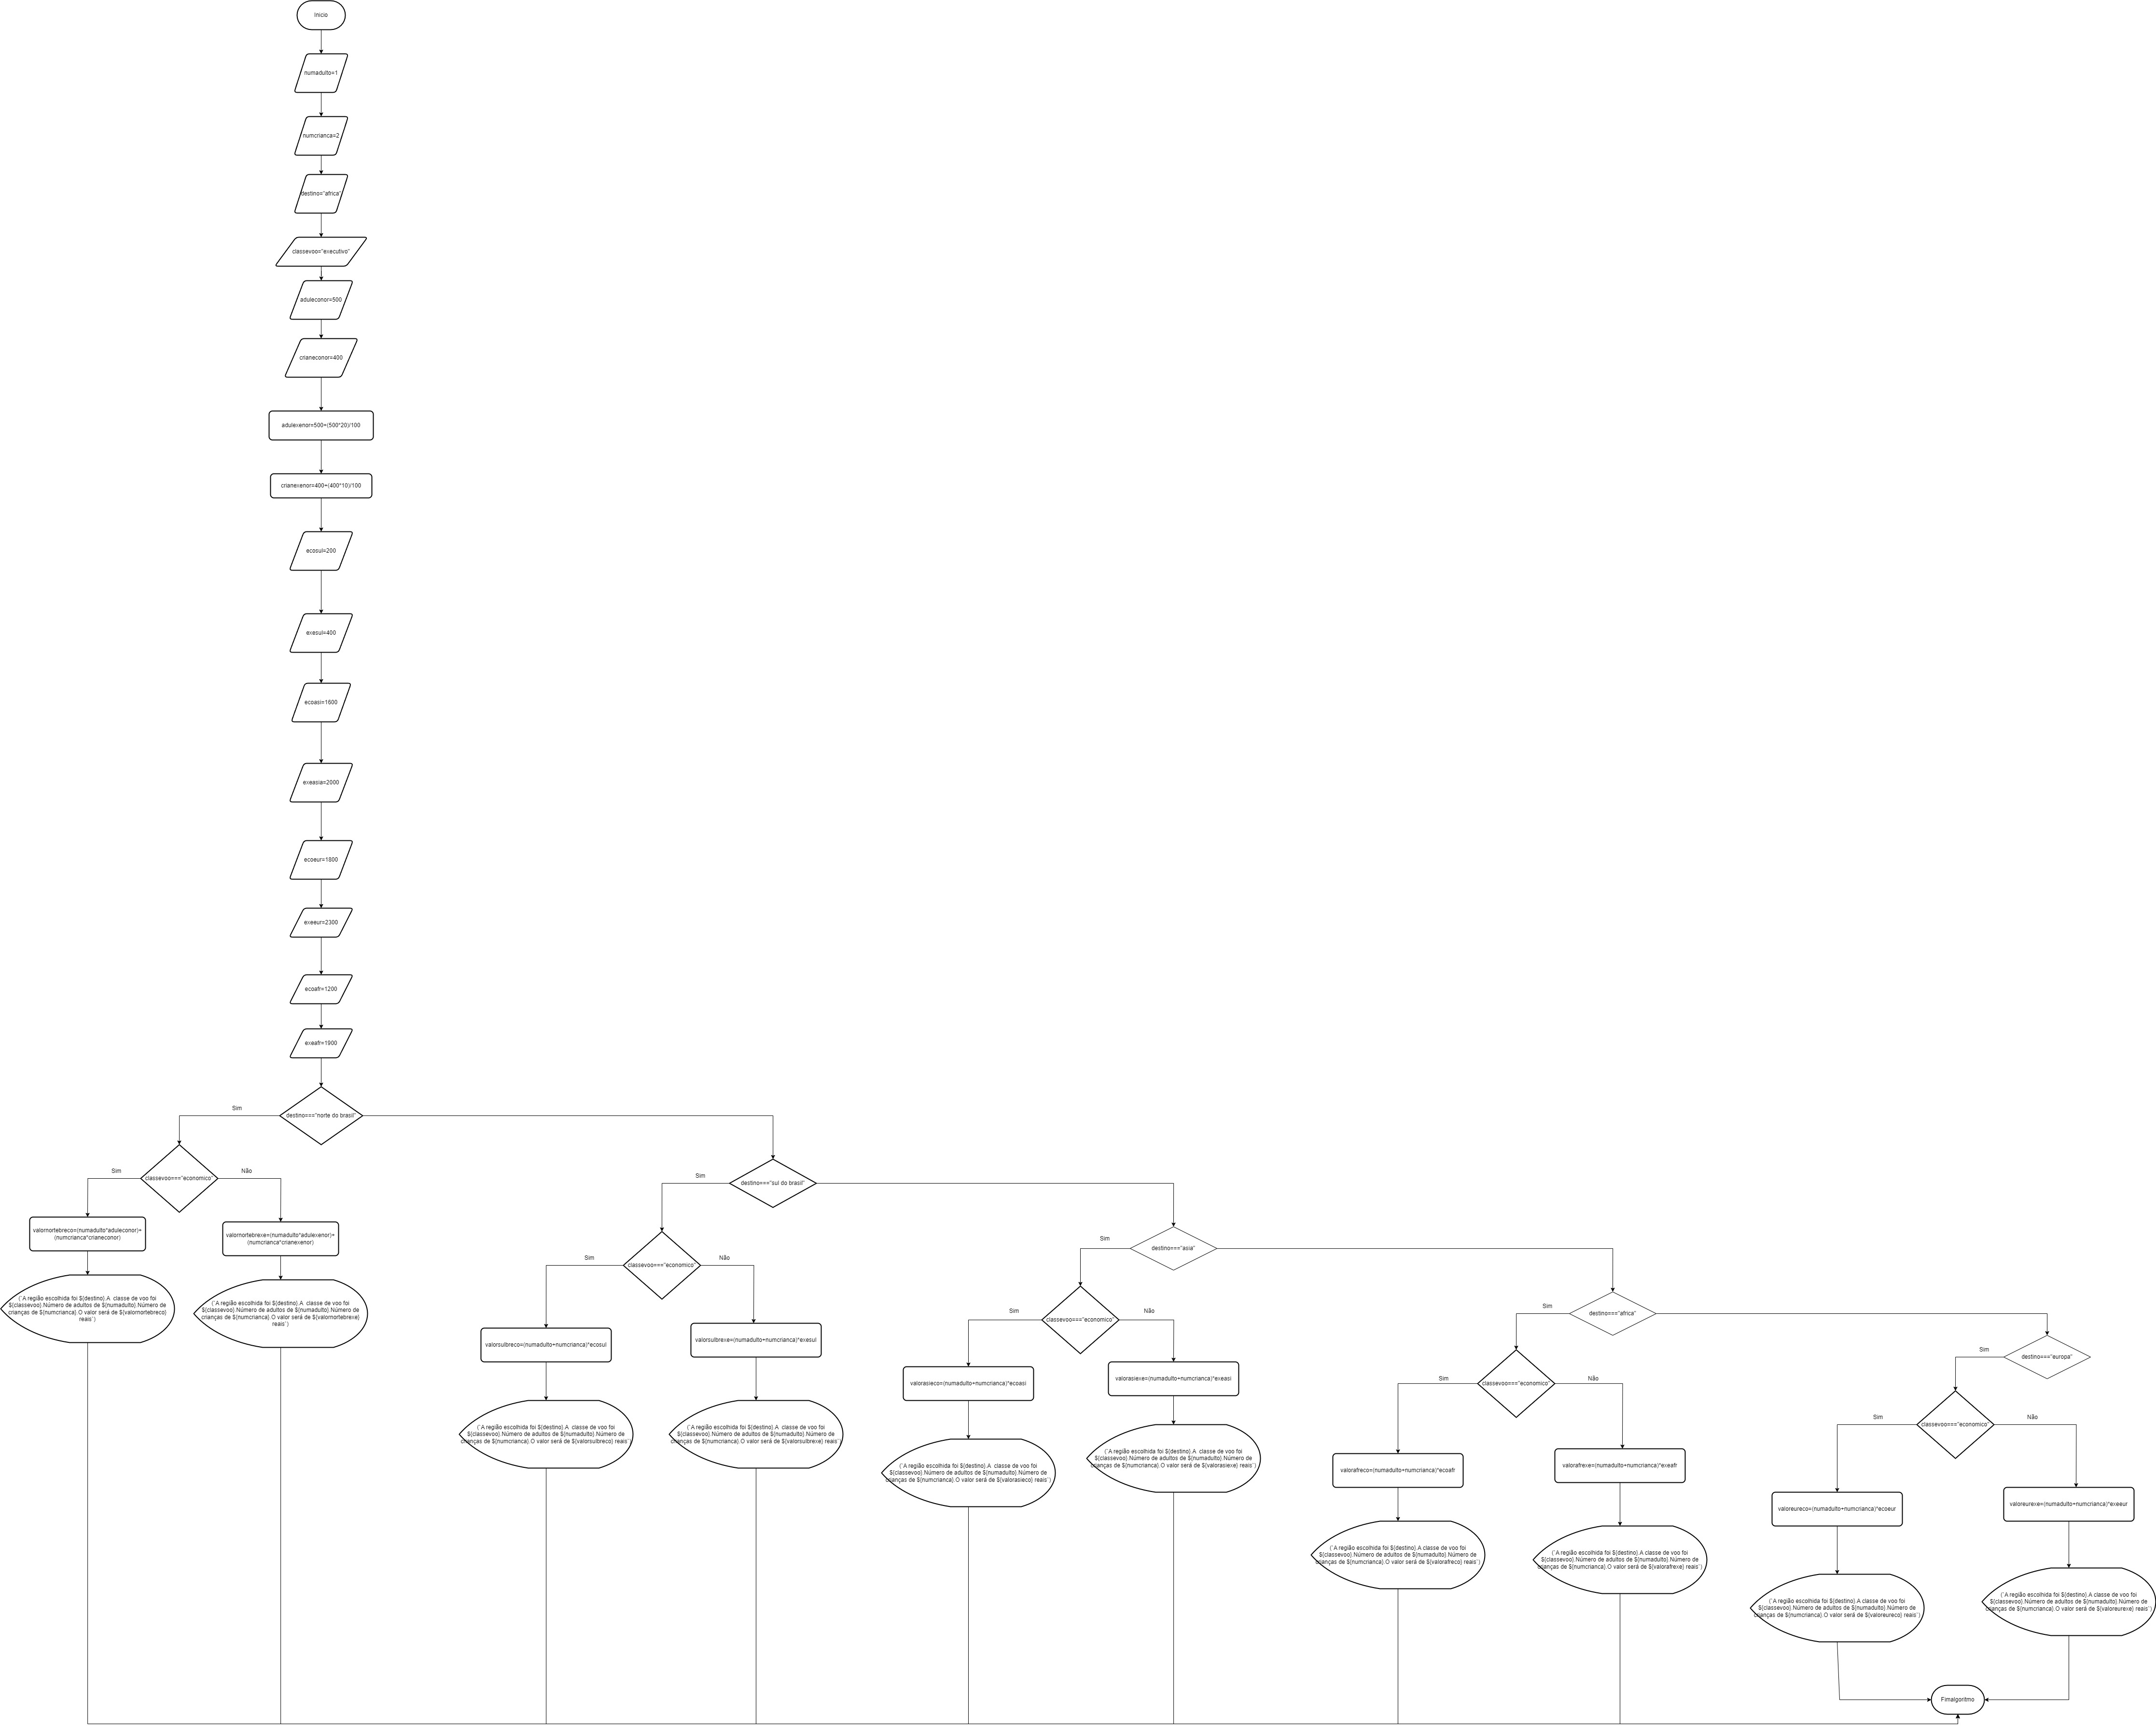 Inicio
numadulto=1
numcrianca=2
destino="africa"
classevoo="executivo"
aduleconor=500
crianeconor=400
adulexenor=500+(500*20)/100
crianexenor=400+(400*10)/100
ecosul=200
exesul=400
ecoasi=1600
exeasia=2000
ecoeur=1800
exeeur=2300
ecoafr=1200
exeafr=1900
destino==="norte do brasil"
Sim
classevoo==="economico"
Sim
Não
valornortebreco=(numadulto*aduleconor)+
(numcrianca*crianeconor)
(`A região escolhida foi ${destino}.A  classe de voo foi
${classevoo}.Número de adultos de ${numadulto}.Número de
crianças de ${numcrianca}.O valor será de ${valornortebreco}
reais`)
valornortebrexe=(numadulto*adulexenor)+
(numcrianca*crianexenor)
(`A região escolhida foi ${destino}.A  classe de voo foi
${classevoo}.Número de adultos de ${numadulto}.Número de
crianças de ${numcrianca}.O valor será de ${valornortebrexe}
reais`)
destino==="sul do brasil"
Sim
classevoo==="economico"
Sim
Não
valorsulbreco=(numadulto+numcrianca)*ecosul
(`A região escolhida foi ${destino}.A  classe de voo foi
${classevoo}.Número de adultos de ${numadulto}.Número de
crianças de ${numcrianca}.O valor será de ${valorsulbreco} reais`)
valorsulbrexe=(numadulto+numcrianca)*exesul
(`A região escolhida foi ${destino}.A  classe de voo foi
${classevoo}.Número de adultos de ${numadulto}.Número de
crianças de ${numcrianca}.O valor será de ${valorsulbrexe} reais`)
destino==="asia"
Sim
classevoo==="economico"
Sim
Não
valorasieco=(numadulto+numcrianca)*ecoasi
(`A região escolhida foi ${destino}.A  classe de voo foi
${classevoo}.Número de adultos de ${numadulto}.Número de
crianças de ${numcrianca}.O valor será de ${valorasieco} reais`)
valorasiexe=(numadulto+numcrianca)*exeasi
(`A região escolhida foi ${destino}.A classe de voo foi
${classevoo}.Número de adultos de ${numadulto}.Número de
crianças de ${numcrianca}.O valor será de ${valorasiexe} reais`)
destino==="africa"
Sim
classevoo==="economico"
Sim
Não
valorafreco=(numadulto+numcrianca)*ecoafr
(`A região escolhida foi ${destino}.A classe de voo foi
${classevoo}.Número de adultos de ${numadulto}.Número de
crianças de ${numcrianca}.O valor será de ${valorafreco} reais`)
valorafrexe=(numadulto+numcrianca)*exeafr
(`A região escolhida foi ${destino}.A classe de voo foi
${classevoo}.Número de adultos de ${numadulto}.Número de
crianças de ${numcrianca}.O valor será de ${valorafrexe} reais`)
destino==="europa"
Sim
classevoo==="economico"
Sim
Não
valoreureco=(numadulto+numcrianca)*ecoeur
(`A região escolhida foi ${destino}.A classe de voo foi
${classevoo}.Número de adultos de ${numadulto}.Número de
crianças de ${numcrianca}.O valor será de ${valoreureco} reais`)
valoreurexe=(numadulto+numcrianca)*exeeur
(`A região escolhida foi ${destino}.A classe de voo foi
${classevoo}.Número de adultos de ${numadulto}.Número de
crianças de ${numcrianca}.O valor será de ${valoreurexe} reais`)
Fimalgoritmo